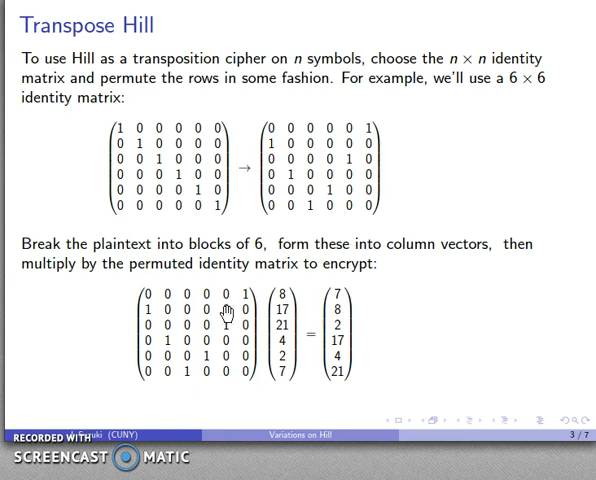 Transpose Hill
To use Hill as a transposition cipher on n symbols, choose the n × n identity
matrix and permute the rows in some fashion. For example, we'll use a 6 × 6
identity matrix:
1 0 0 0 0 0 0 0 0 0 0 1
0 1 0 0 0 0 1 0 0 0 0 0
0 0 1 0 0 0 0 0 0 0 1 0
0 0 0 1 0 0 → 0 1 0 0 0 0
0 0 0 0 1 0 0 0 0 1 0 0
0 0 0 0 0 1 0 0 1 0 0 0
Break the plaintext into blocks of 6, form these into column vectors, then
multiply by the permuted identity matrix to encrypt:
0 0 0 0 0 1 8 7
1 0 0 0 0 17 8
0 0 0 0 1 0 21 2
0 1 0 0 0 0 4 = 17
0 0 0 1 0 0 2 4
0 0 1 0 0 0 7 21
uki (CUNY) Variations on Hill 3 / 7
RECORDED WITH
SCREENCAST MATIC